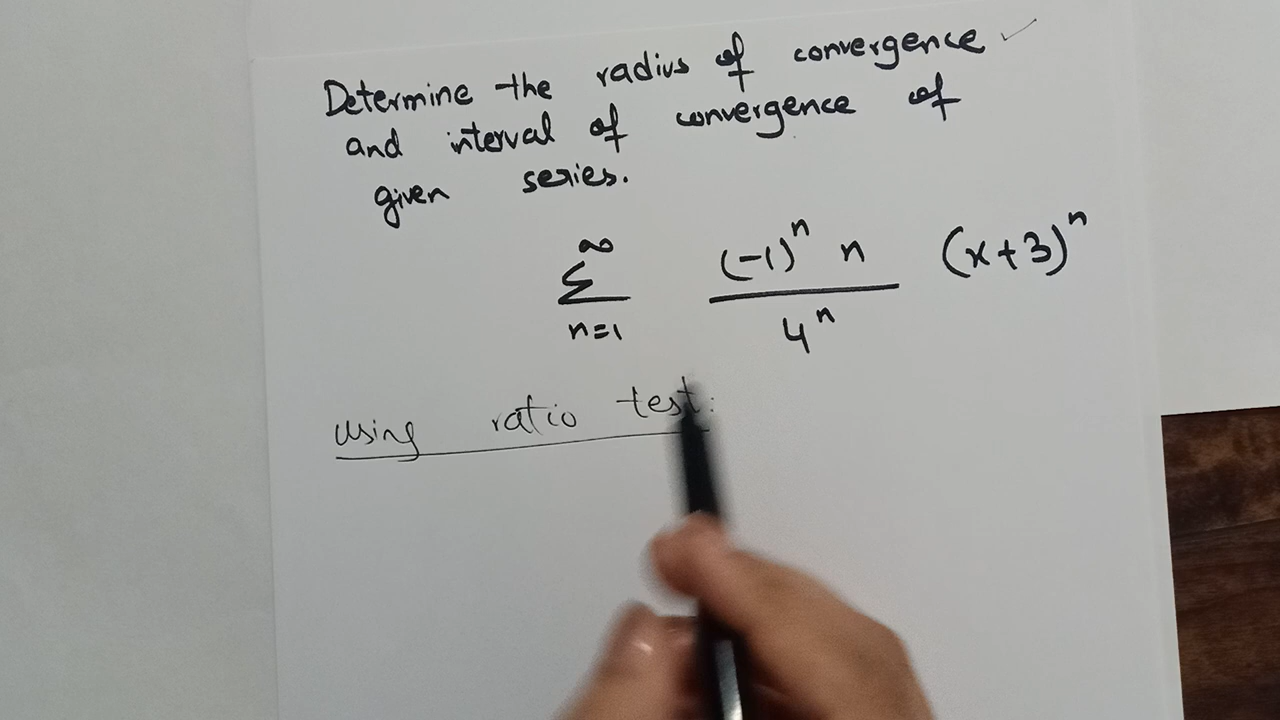 Determine the radius of convergence
and interval of convergence of
given series.
∞
Σ (-1)^n n / 4^n (x+3)^n
n=1
using ratio test: